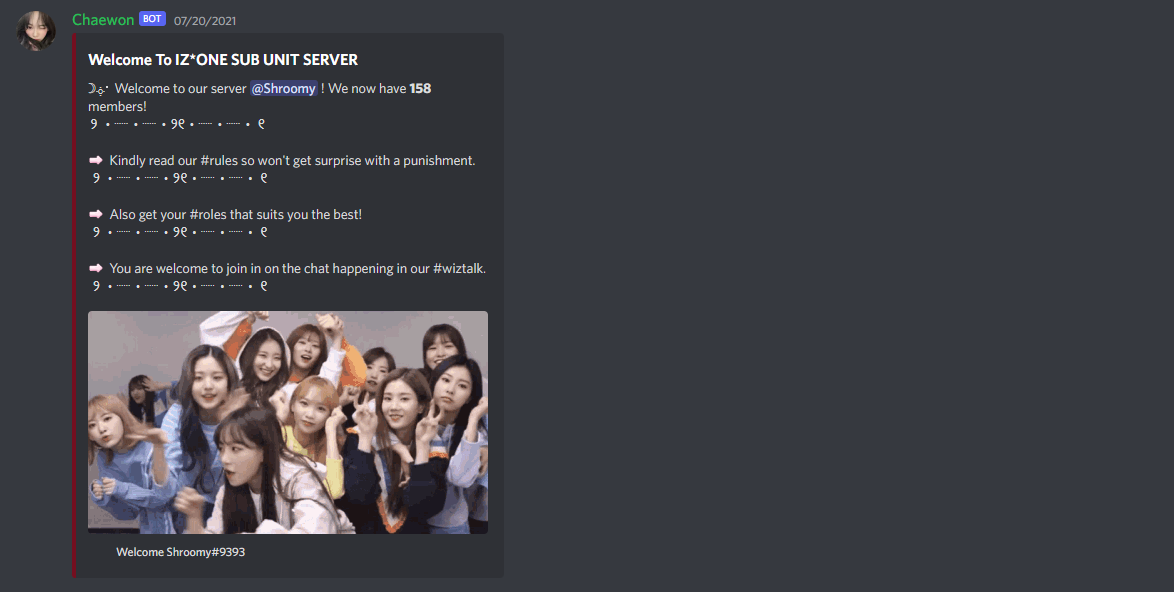 Chaewon BOT 07/20/2021
Welcome To IZ*ONE SUB UNIT SERVER
☽ Welcome to our server @Shroomy ! We now have 158
members!
୨ • ┈ • ┈ • ୨୧ • ┈ • ┈ • ୧
➡ Kindly read our #rules so won't get surprise with a punishment.
୨ • ┈ • ┈ • ୨୧ • ┈ • ┈ • ୧
➡ Also get your #roles that suits you the best!
୨ • ┈ • ┈ • ୨୧ • ┈ • ┈ • ୧
➡ You are welcome to join in on the chat happening in our #wiztalk.
୨ • ┈ • ┈ • ୨୧ • ┈ • ┈ • ୧
Welcome Shroomy#9393